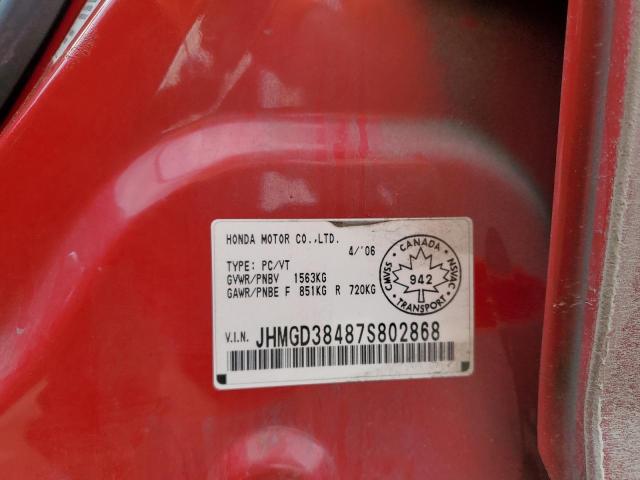 HONDA MOTOR CO.,LTD.
4/'06
TYPE: PC/VT
GVWR/PNBV 1563KG
GAWR/PNBE F 851KG R 720KG
CANADA
CMVSS
942
NSVAC
TRANSPORT
V.I.N. JHMGD38487S802868